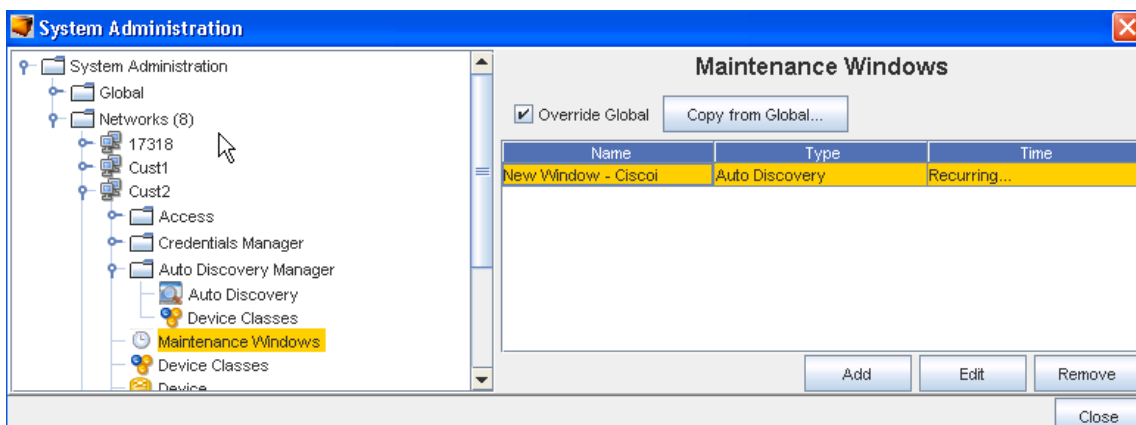 System Administration
System Administration
Global
Networks (8)
17318
Cust1
Cust2
Access
Credentials Manager
Auto Discovery Manager
Auto Discovery
Device Classes
Maintenance Windows
Device Classes
Device
Maintenance Windows
Override Global Copy from Global...
Name Type Time
New Window - Ciscoi Auto Discovery Recurring...
Add Edit Remove
Close